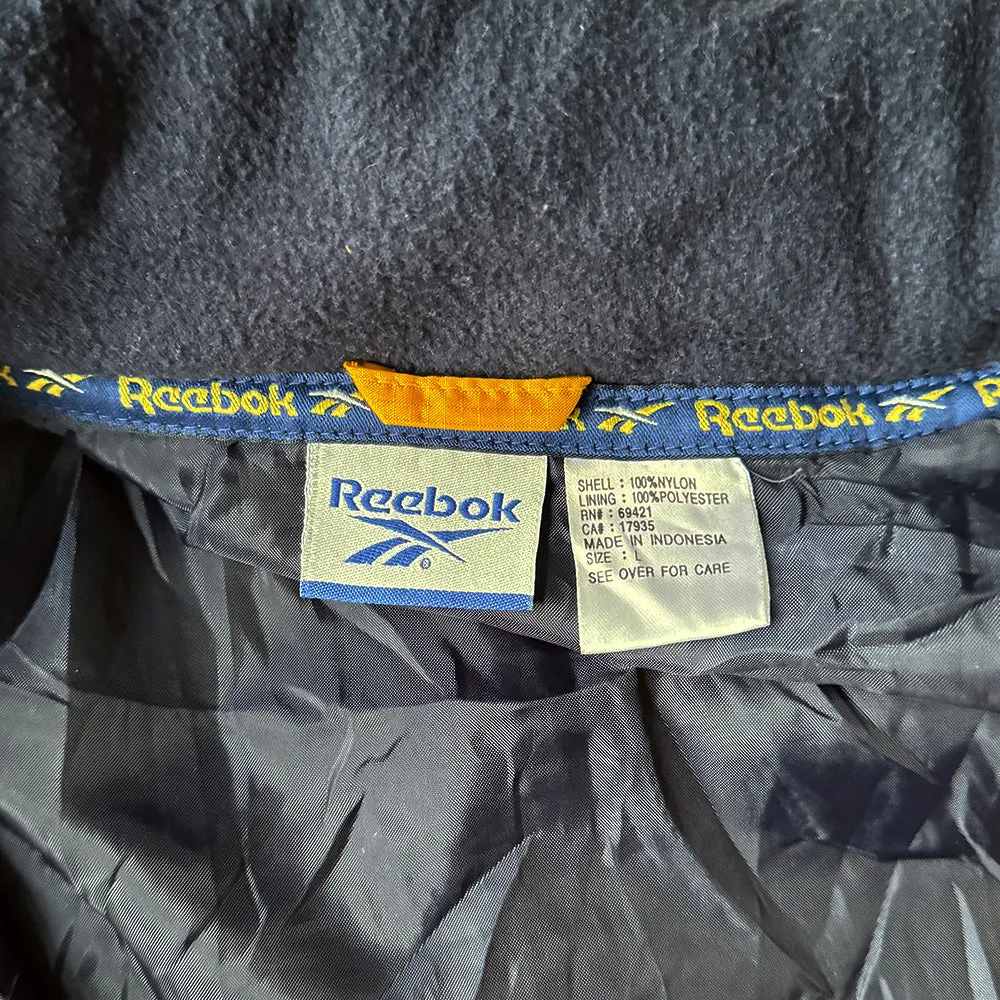 Reebok Reebok
Reebok
®
SHELL : 100%NYLON
LINING : 100%POLYESTER
RN# : 69421
CA# : 17935
MADE IN INDONESIA
SIZE : L
SEE OVER FOR CARE